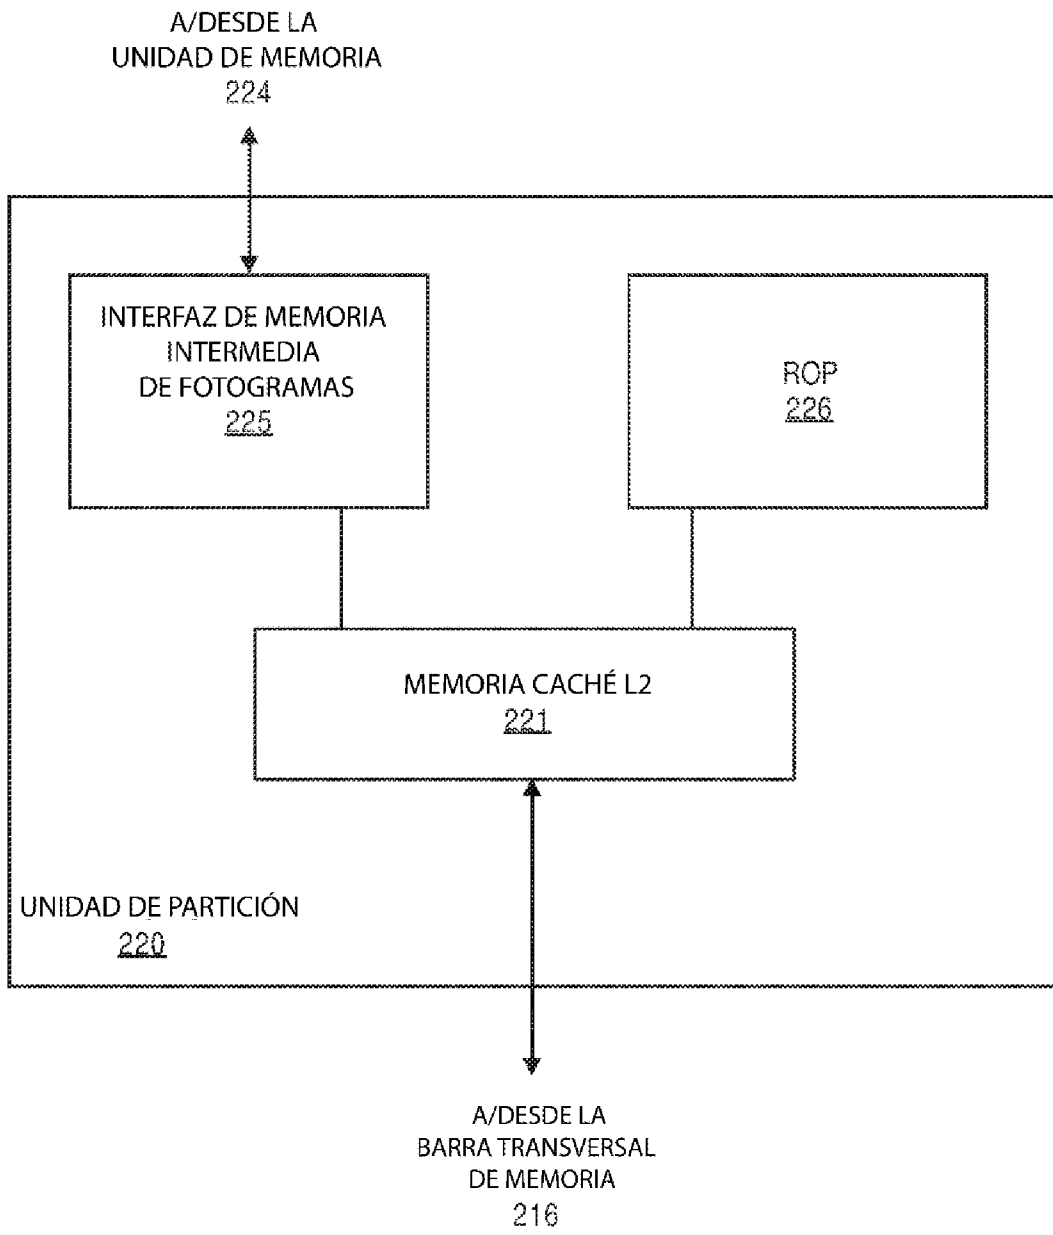 A/DESDE LA
UNIDAD DE MEMORIA
224
INTERFAZ DE MEMORIA
INTERMEDIA
DE FOTOGRAMAS
225
ROP
226
MEMORIA CACHÉ L2
221
UNIDAD DE PARTICIÓN
220
A/DESDE LA
BARRA TRANSVERSAL
DE MEMORIA
216